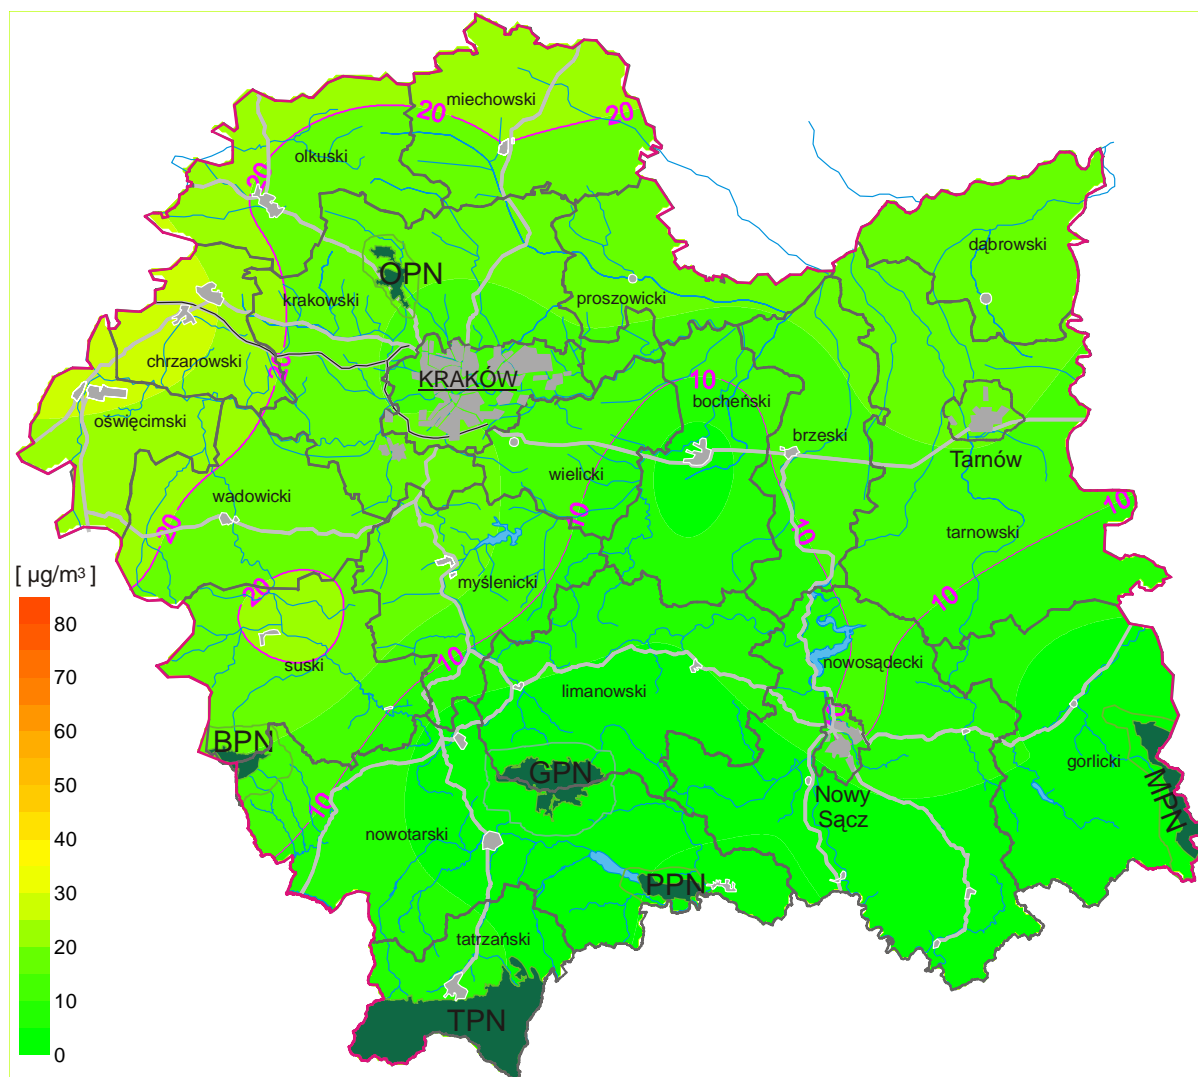 miechowski
20
20
olkuski
20
dąbrowski
OPN
krakowski
proszowicki
chrzanowski
20
KRAKÓW
10
bocheński
oświęcimski
brzeski
Tarnów
wielicki
wadowicki
10
10
20
10
tarnowski
[ µg/m³ ]
myślenicki
20
10
80
suski
10
nowosądecki
limanowski
70
10
60
BPN
GPN
gorlicki
50
Nowy
Sącz
MPN
10
nowotarski
40
PPN
30
tatrzański
20
TPN
10
0